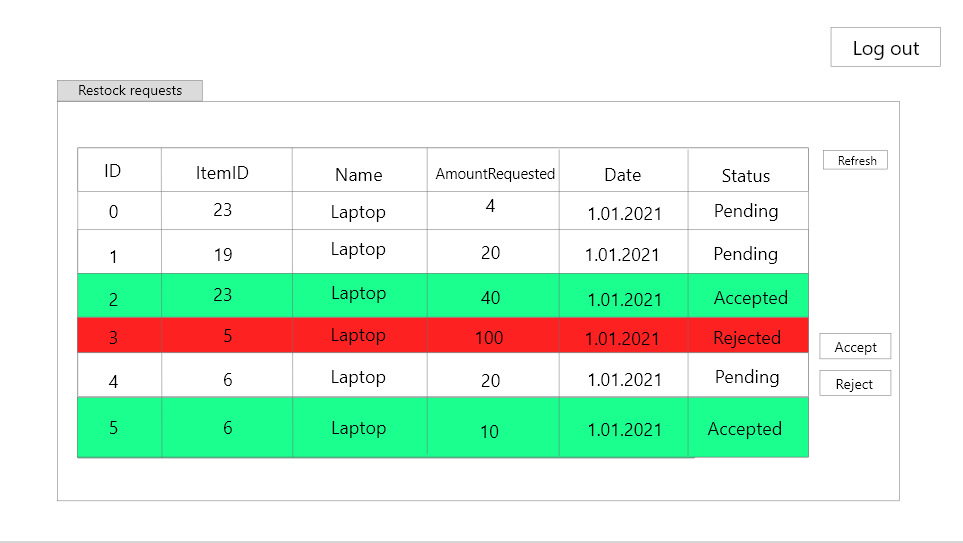 Log out
Restock requests
ID ItemID Name AmountRequested Date Status
Refresh
0 23 Laptop 4 1.01.2021 Pending
1 19 Laptop 20 1.01.2021 Pending
2 23 Laptop 40 1.01.2021 Accepted
3 5 Laptop 100 1.01.2021 Rejected
Accept
4 6 Laptop 20 1.01.2021 Pending
Reject
5 6 Laptop 10 1.01.2021 Accepted